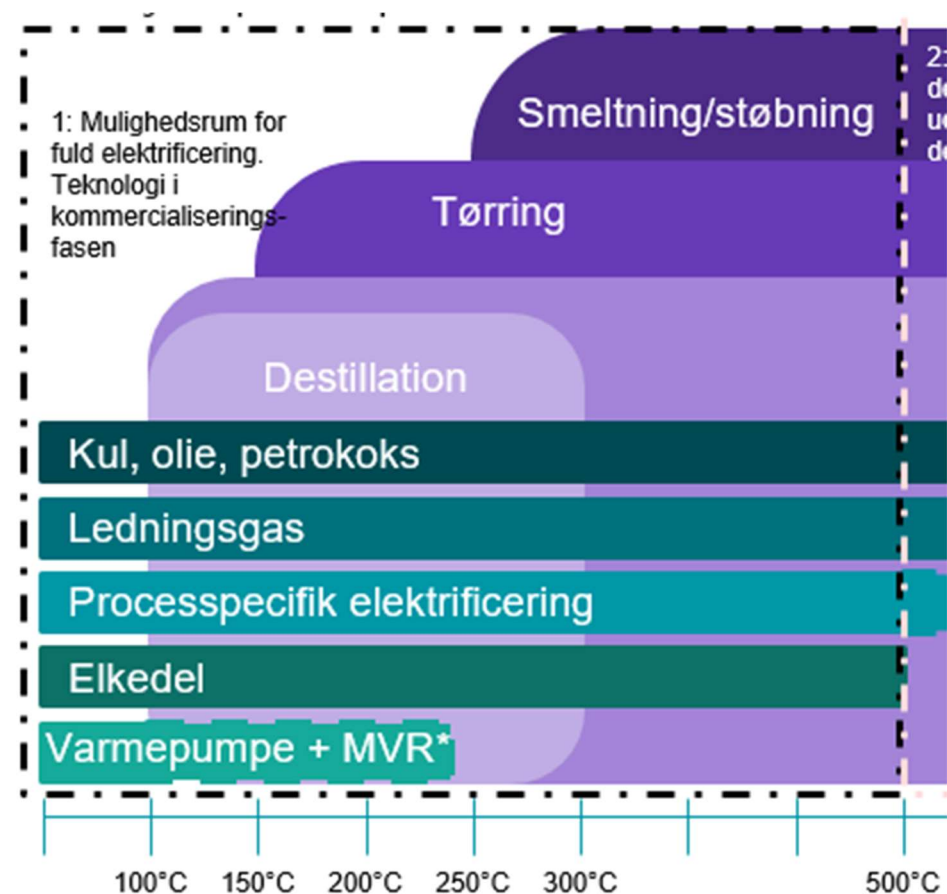 Smeltning/støbning
1: Mulighedsrum for
fuld elektrificering.
Teknologi i
kommercialiserings-
fasen
Tørring
Destillation
Kul, olie, petrokoks
Ledningsgas
Processpecifik elektrificering
Elkedel
Varmepumpe + MVR*
100°C 150°C 200°C 250°C 300°C 500°C